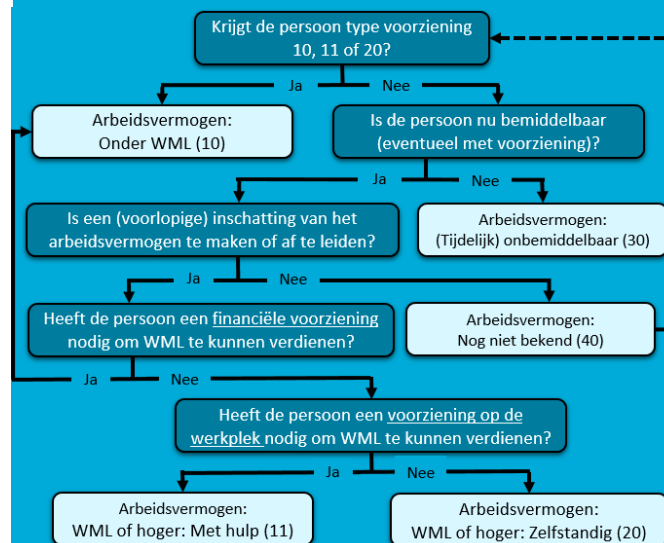 Krijgt de persoon type voorziening
10, 11 of 20?
Ja
Nee
Arbeidsvermogen:
Onder WML (10)
Is de persoon nu bemiddelbaar
(eventueel met voorziening)?
Ja
Nee
Is een (voorlopige) inschatting van het
arbeidsvermogen te maken of af te leiden?
Arbeidsvermogen:
(Tijdelijk) onbemiddelbaar (30)
Ja
Nee
Heeft de persoon een financiële voorziening
nodig om WML te kunnen verdienen?
Arbeidsvermogen:
Nog niet bekend (40)
Ja
Nee
Heeft de persoon een voorziening op de
werkplek nodig om WML te kunnen verdienen?
Ja
Nee
Arbeidsvermogen:
WML of hoger: Met hulp (11)
Arbeidsvermogen:
WML of hoger: Zelfstandig (20)